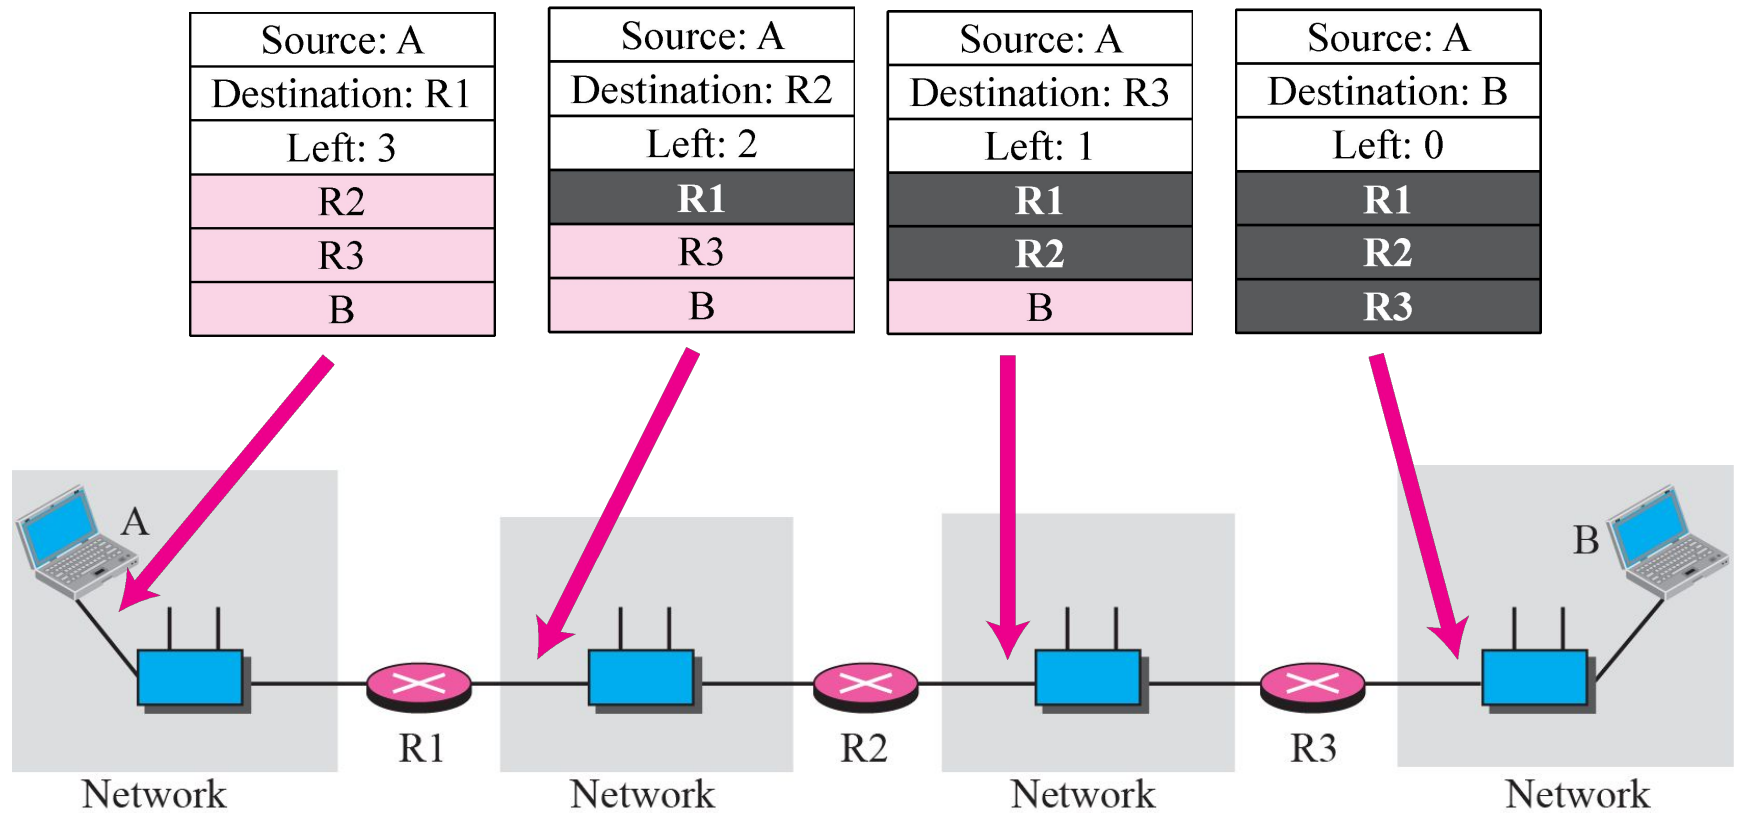 Source: A
Destination: R1
Left: 3
R2
R3
B
Source: A
Destination: R2
Left: 2
R1
R3
B
Source: A
Destination: R3
Left: 1
R1
R2
B
Source: A
Destination: B
Left: 0
R1
R2
R3
A
B
R1
R2
R3
Network
Network
Network
Network